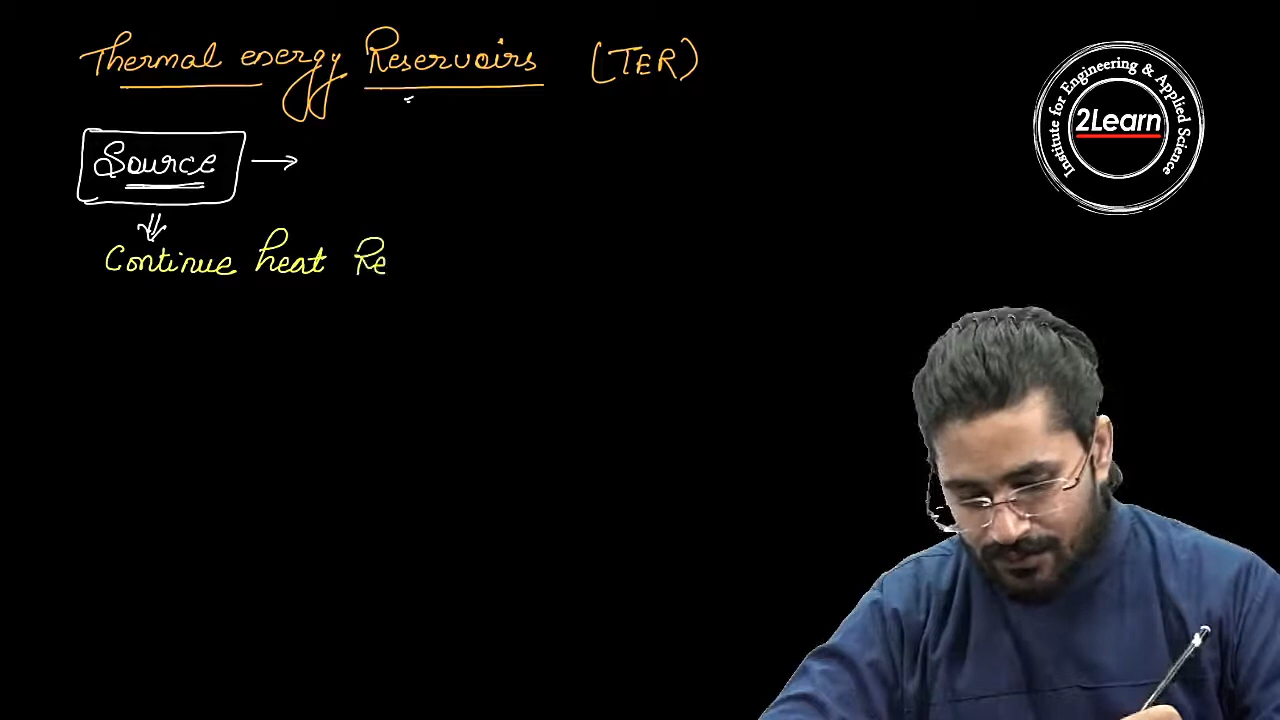 Thermal energy Reservoirs (TER)
Source →
Continue heat Re
Institute for Engineering & Applied Science
2Learn